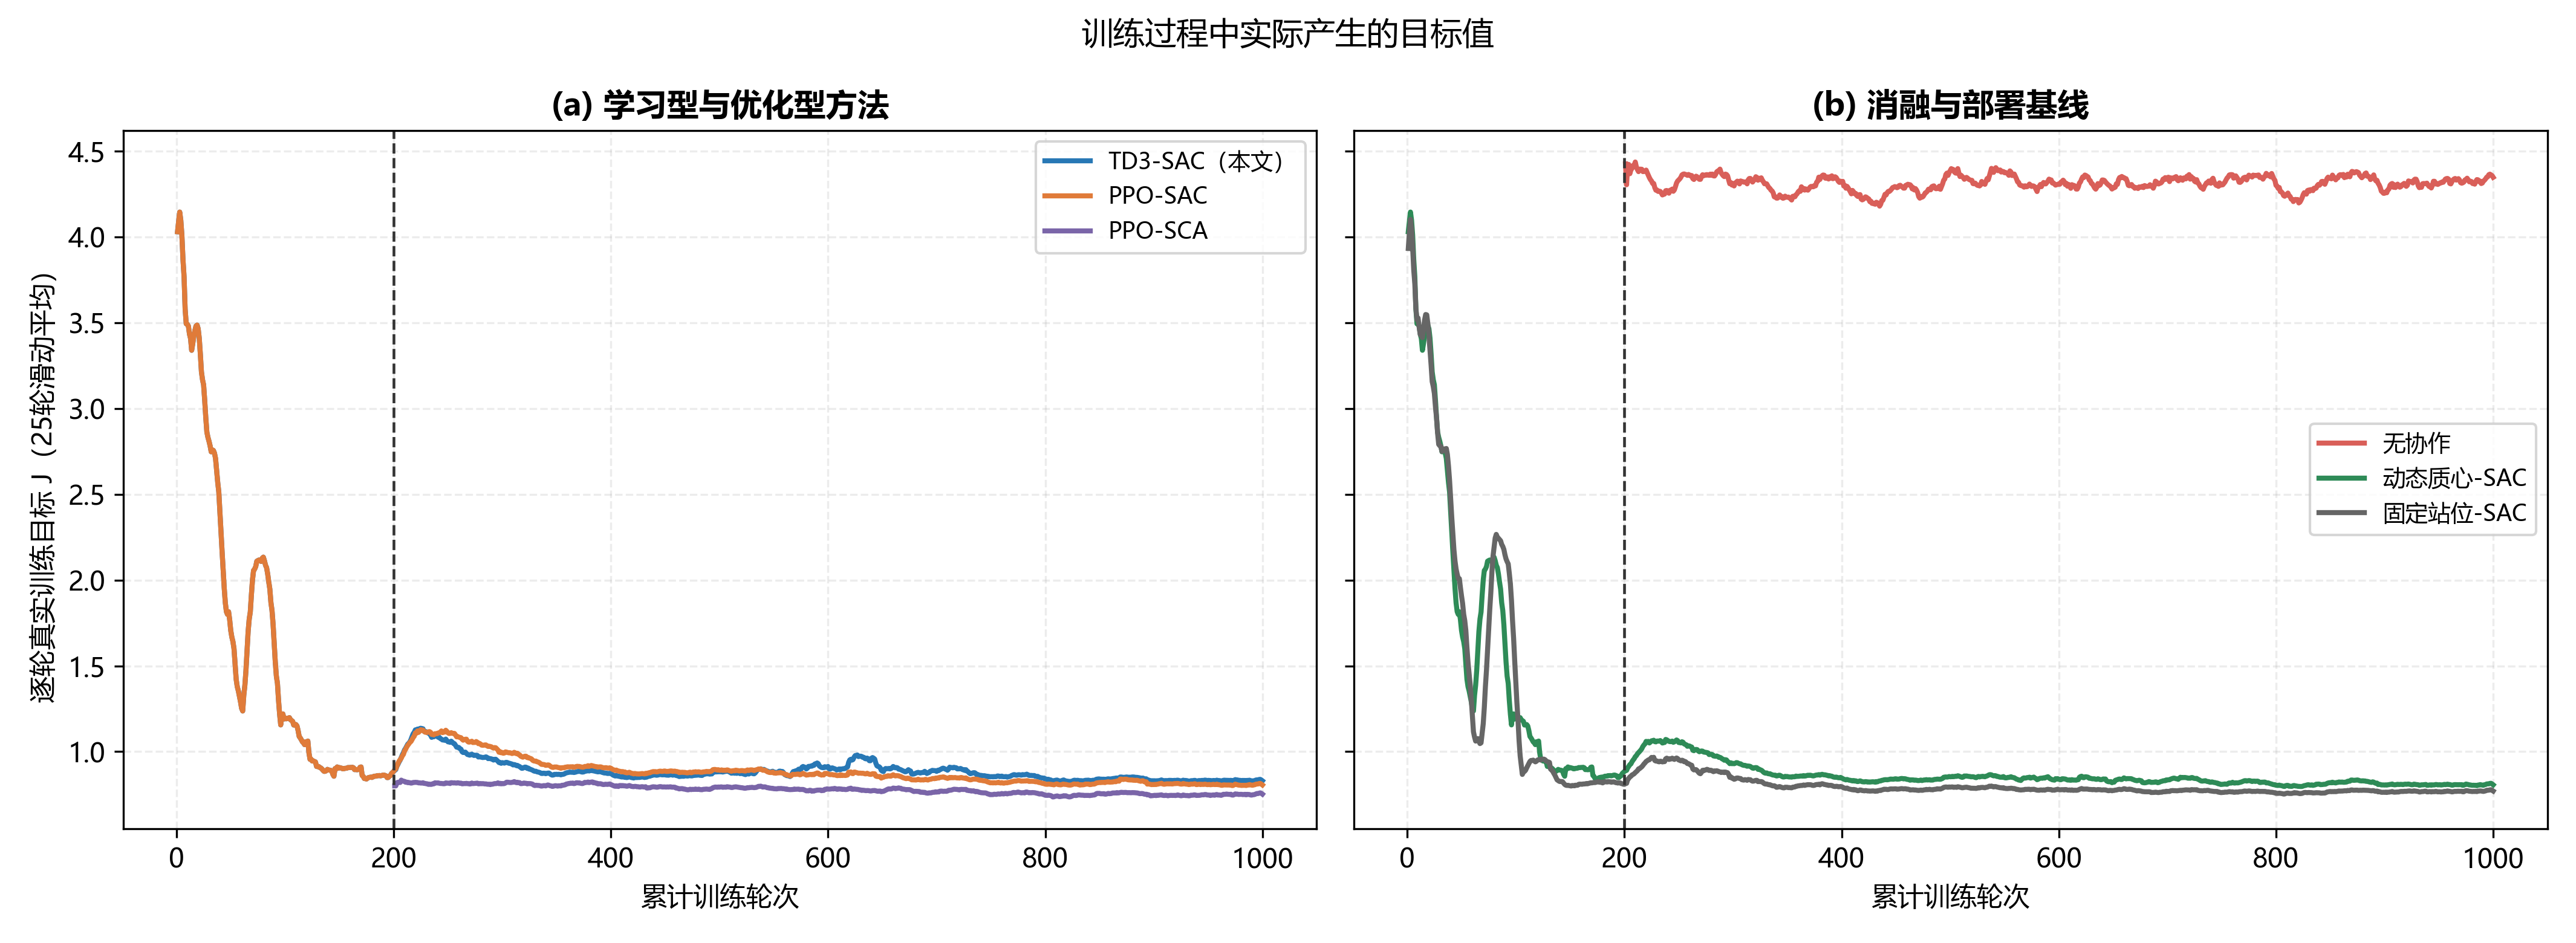 训练过程中实际产生的目标值
(a) 学习型与优化型方法
逐轮真实训练目标 J（25轮滑动平均）
4.5
4.0
3.5
3.0
2.5
2.0
1.5
1.0
TD3-SAC（本文）
PPO-SAC
PPO-SCA
0
200
400
600
800
1000
累计训练轮次
(b) 消融与部署基线
无协作
动态质心-SAC
固定站位-SAC
0
200
400
600
800
1000
累计训练轮次